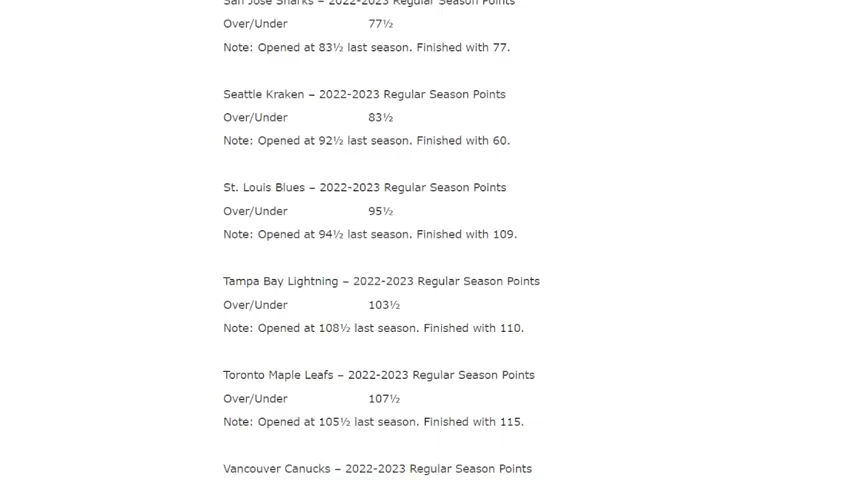 San Jose Sharks – 2022-2023 Regular Season Points
Over/Under 77½
Note: Opened at 83½ last season. Finished with 77.
Seattle Kraken – 2022-2023 Regular Season Points
Over/Under 83½
Note: Opened at 92½ last season. Finished with 60.
St. Louis Blues – 2022-2023 Regular Season Points
Over/Under 95½
Note: Opened at 94½ last season. Finished with 109.
Tampa Bay Lightning – 2022-2023 Regular Season Points
Over/Under 103½
Note: Opened at 108½ last season. Finished with 110.
Toronto Maple Leafs – 2022-2023 Regular Season Points
Over/Under 107½
Note: Opened at 105½ last season. Finished with 115.
Vancouver Canucks – 2022-2023 Regular Season Points